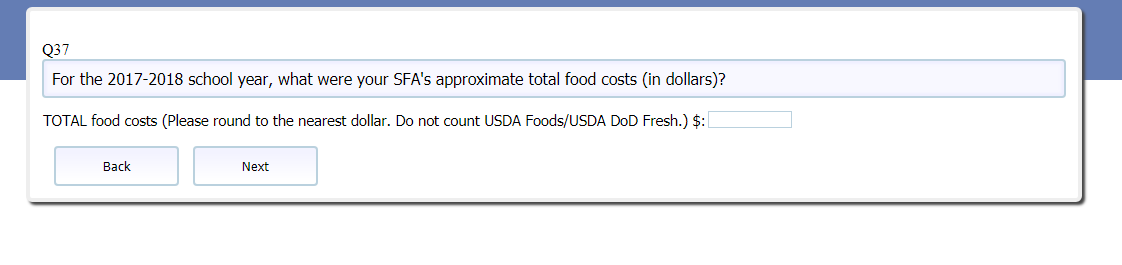 Q37
For the 2017-2018 school year, what were your SFA's approximate total food costs (in dollars)?
TOTAL food costs (Please round to the nearest dollar. Do not count USDA Foods/USDA DoD Fresh.) $:
Back Next